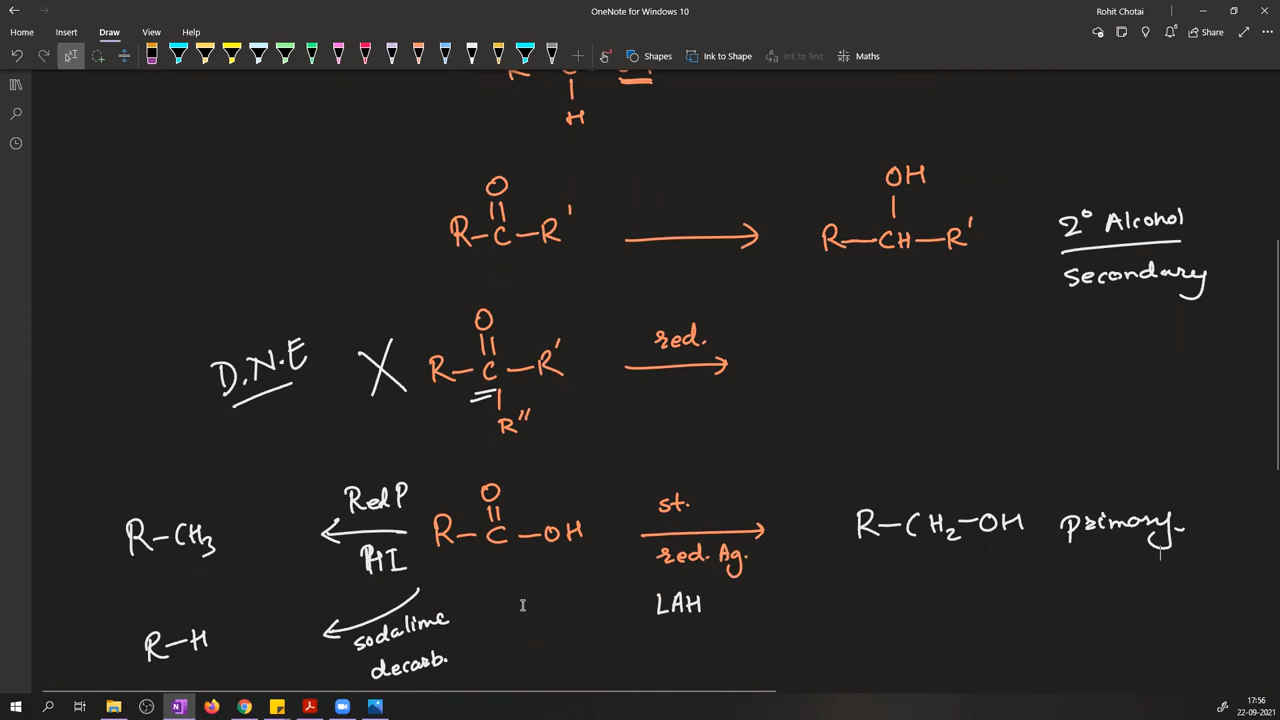 OneNote for Windows 10
Rohit Chotai
Home Insert Draw View Help
Share
Shapes Ink to Shape Ink to Text Maths
H
O
R-C-R'
OH
R-CH-R'
2° Alcohol
Secondary
D.N.E X
O
R-C-R'
R''
red.
R-CH3
Red P
HI
O
R-C-OH
st.
red. Ag.
LAH
R-CH2-OH primary.
R-H
sodalime
decarb.
17:56
22-09-2021